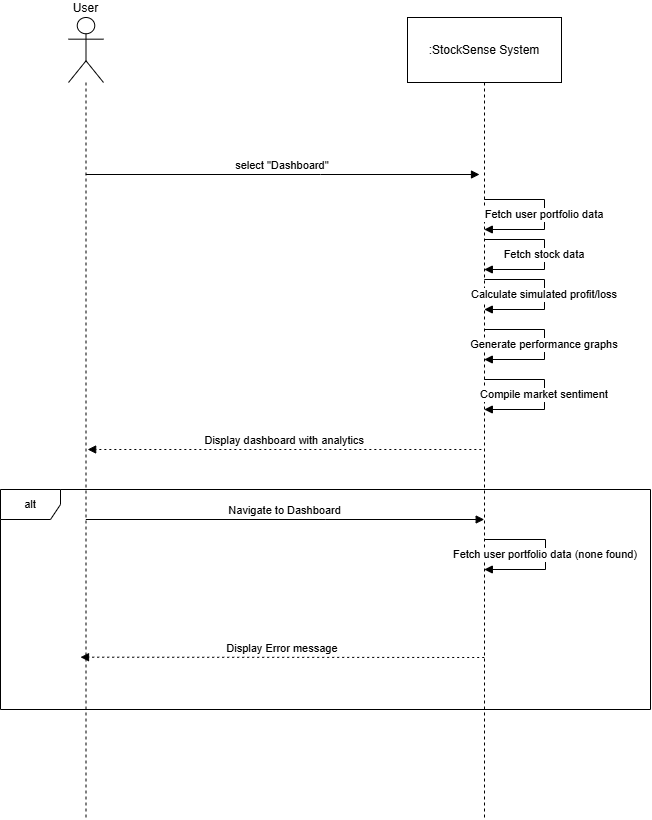 User
:StockSense System
select "Dashboard"
Fetch user portfolio data
Fetch stock data
Calculate simulated profit/loss
Generate performance graphs
Compile market sentiment
Display dashboard with analytics
alt
Navigate to Dashboard
Fetch user portfolio data (none found)
Display Error message